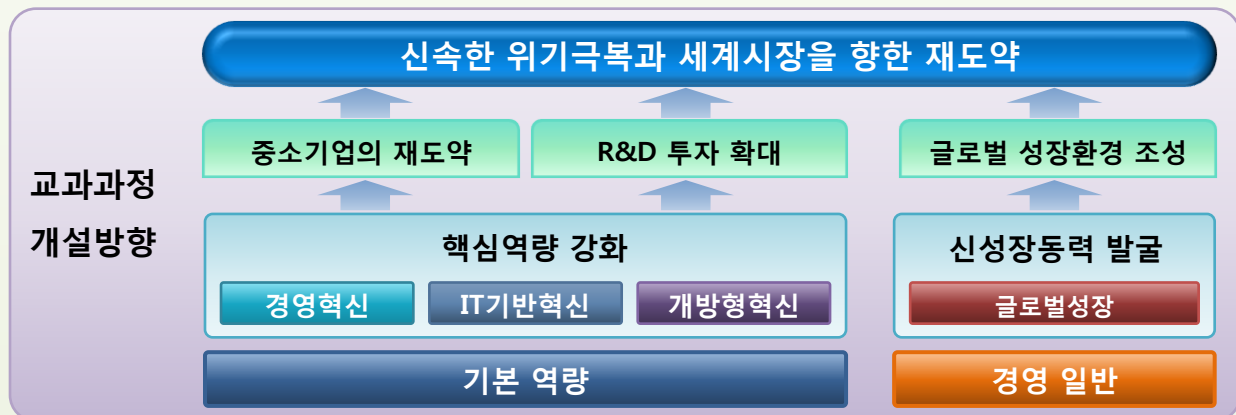 신속한 위기극복과 세계시장을 향한 재도약
중소기업의 재도약
R&D 투자 확대
글로벌 성장환경 조성
교과과정
개설방향
핵심역량 강화
신성장동력 발굴
경영혁신
IT기반혁신
개방형혁신
글로벌성장
기본 역량
경영 일반